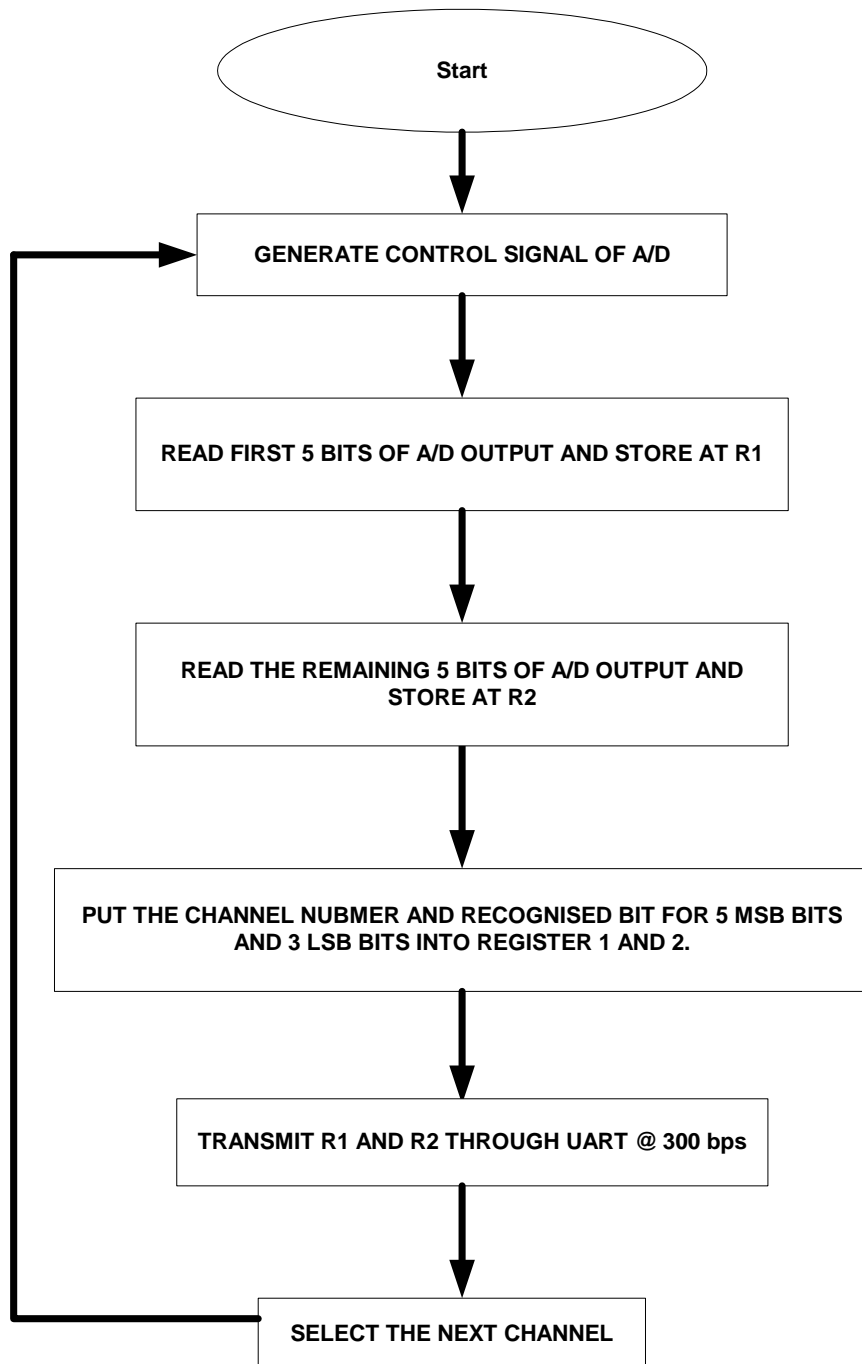 Start
GENERATE CONTROL SIGNAL OF A/D
READ FIRST 5 BITS OF A/D OUTPUT AND STORE AT R1
READ THE REMAINING 5 BITS OF A/D OUTPUT AND
STORE AT R2
PUT THE CHANNEL NUBMER AND RECOGNISED BIT FOR 5 MSB BITS
AND 3 LSB BITS INTO REGISTER 1 AND 2.
TRANSMIT R1 AND R2 THROUGH UART @ 300 bps
SELECT THE NEXT CHANNEL